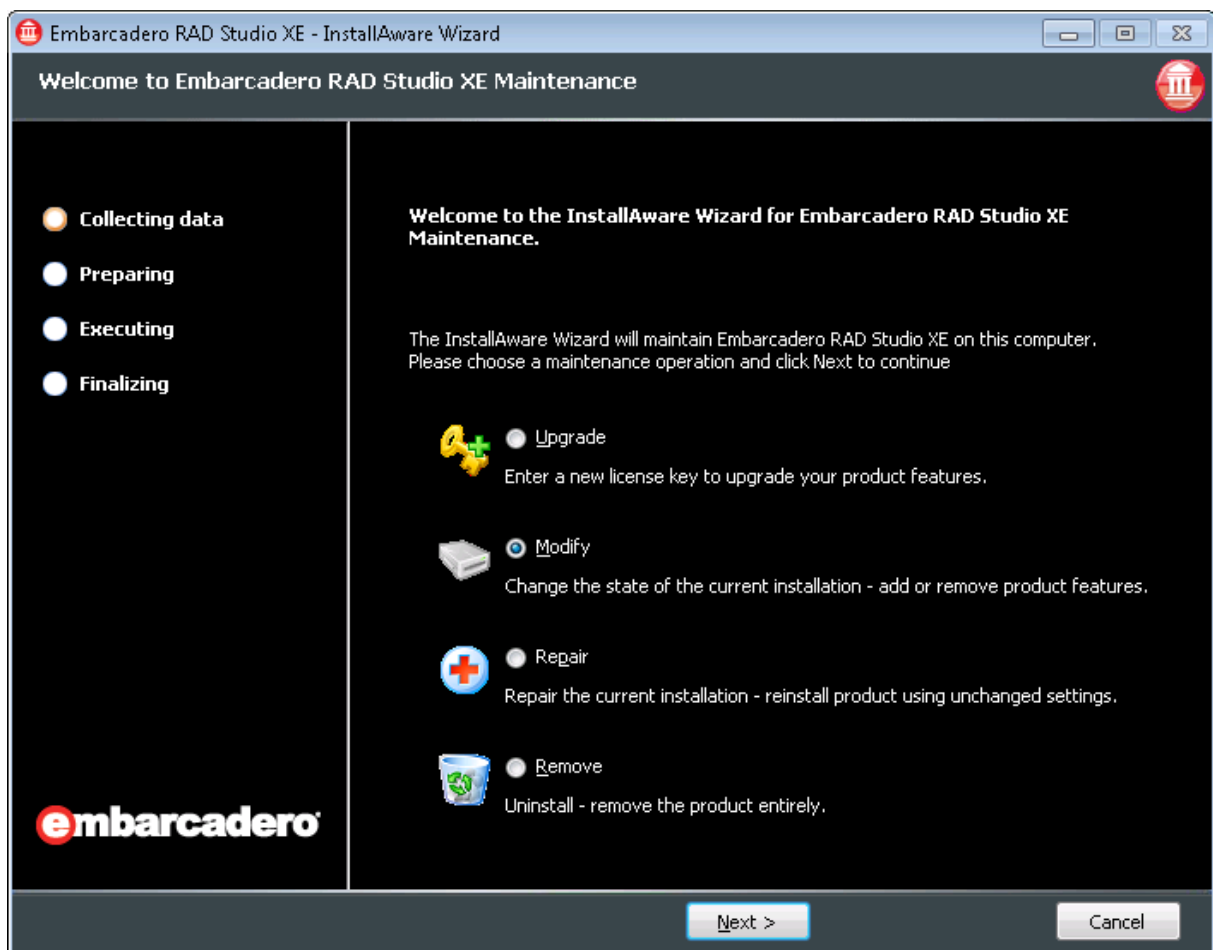 Embarcadero RAD Studio XE - InstallAware Wizard
Welcome to Embarcadero RAD Studio XE Maintenance
Collecting data
Preparing
Executing
Finalizing
embarcadero
Welcome to the InstallAware Wizard for Embarcadero RAD Studio XE
Maintenance.
The InstallAware Wizard will maintain Embarcadero RAD Studio XE on this computer.
Please choose a maintenance operation and click Next to continue
Upgrade
Enter a new license key to upgrade your product features.
Modify
Change the state of the current installation - add or remove product features.
Repair
Repair the current installation - reinstall product using unchanged settings.
Remove
Uninstall - remove the product entirely.
Next >
Cancel